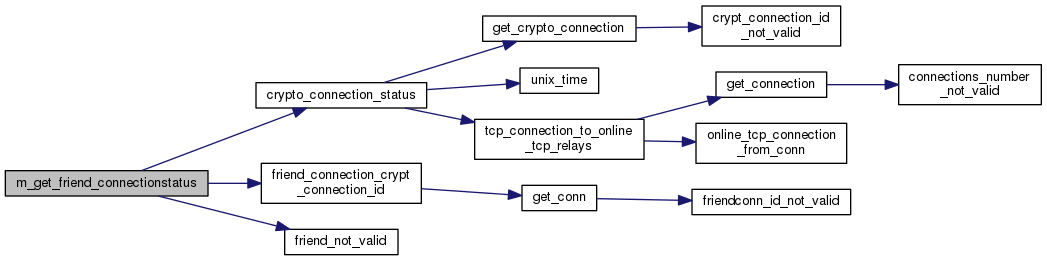 m_get_friend_connectionstatus
crypto_connection_status
get_crypto_connection
crypt_connection_id
_not_valid
unix_time
tcp_connection_to_online
_tcp_relays
get_connection
connections_number
_not_valid
online_tcp_connection
_from_conn
friend_connection_crypt
_connection_id
get_conn
friendconn_id_not_valid
friend_not_valid